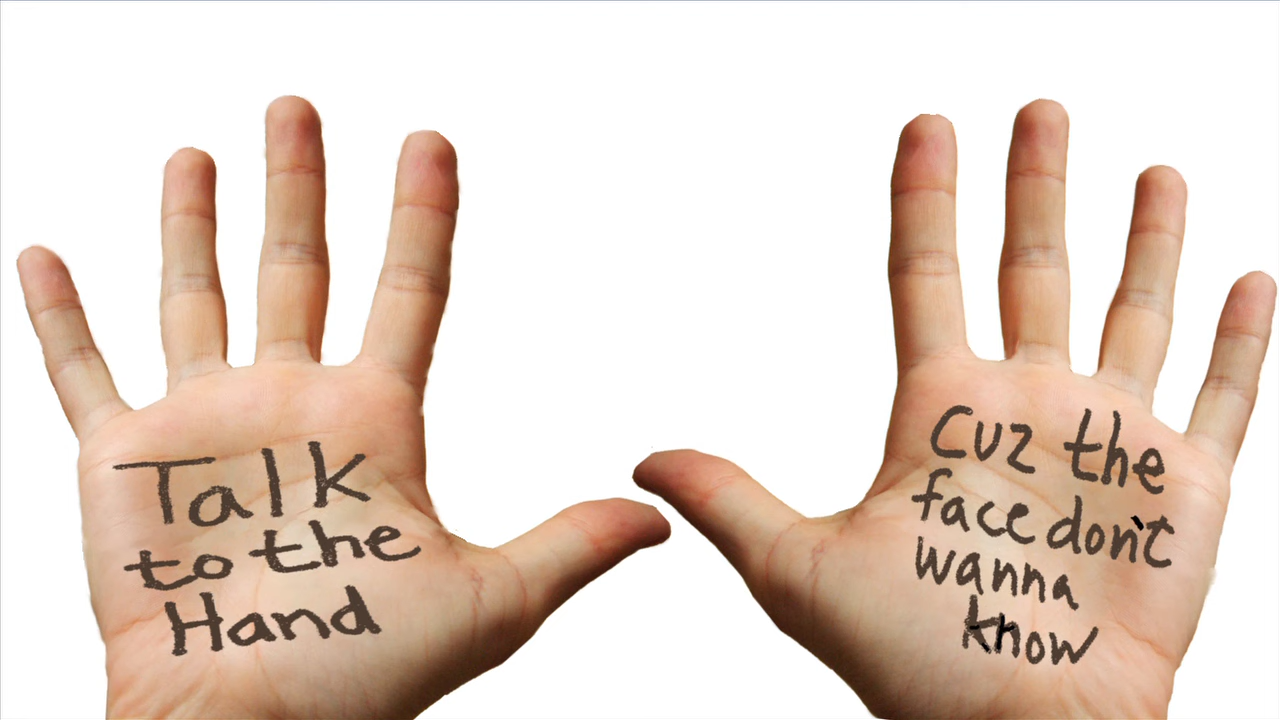 Talk
to the
Hand
Cuz the
face don't
wanna
know